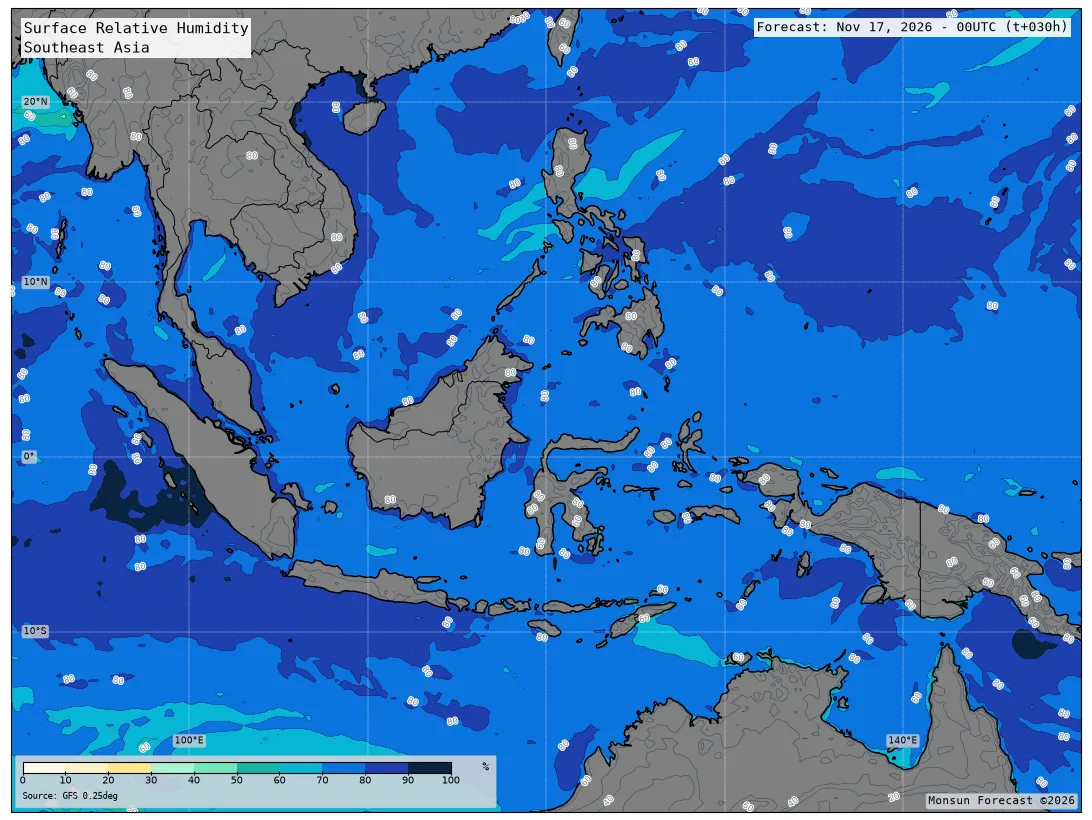 Surface Relative Humidity
Southeast Asia
Forecast: Nov 17, 2026 - 00UTC (t+030h)
20°N
10°N
0°
10°S
100°E
140°E
0 10 20 30 40 50 60 70 80 90 100 %
Source: GFS 0.25deg
Monsun Forecast ©2026